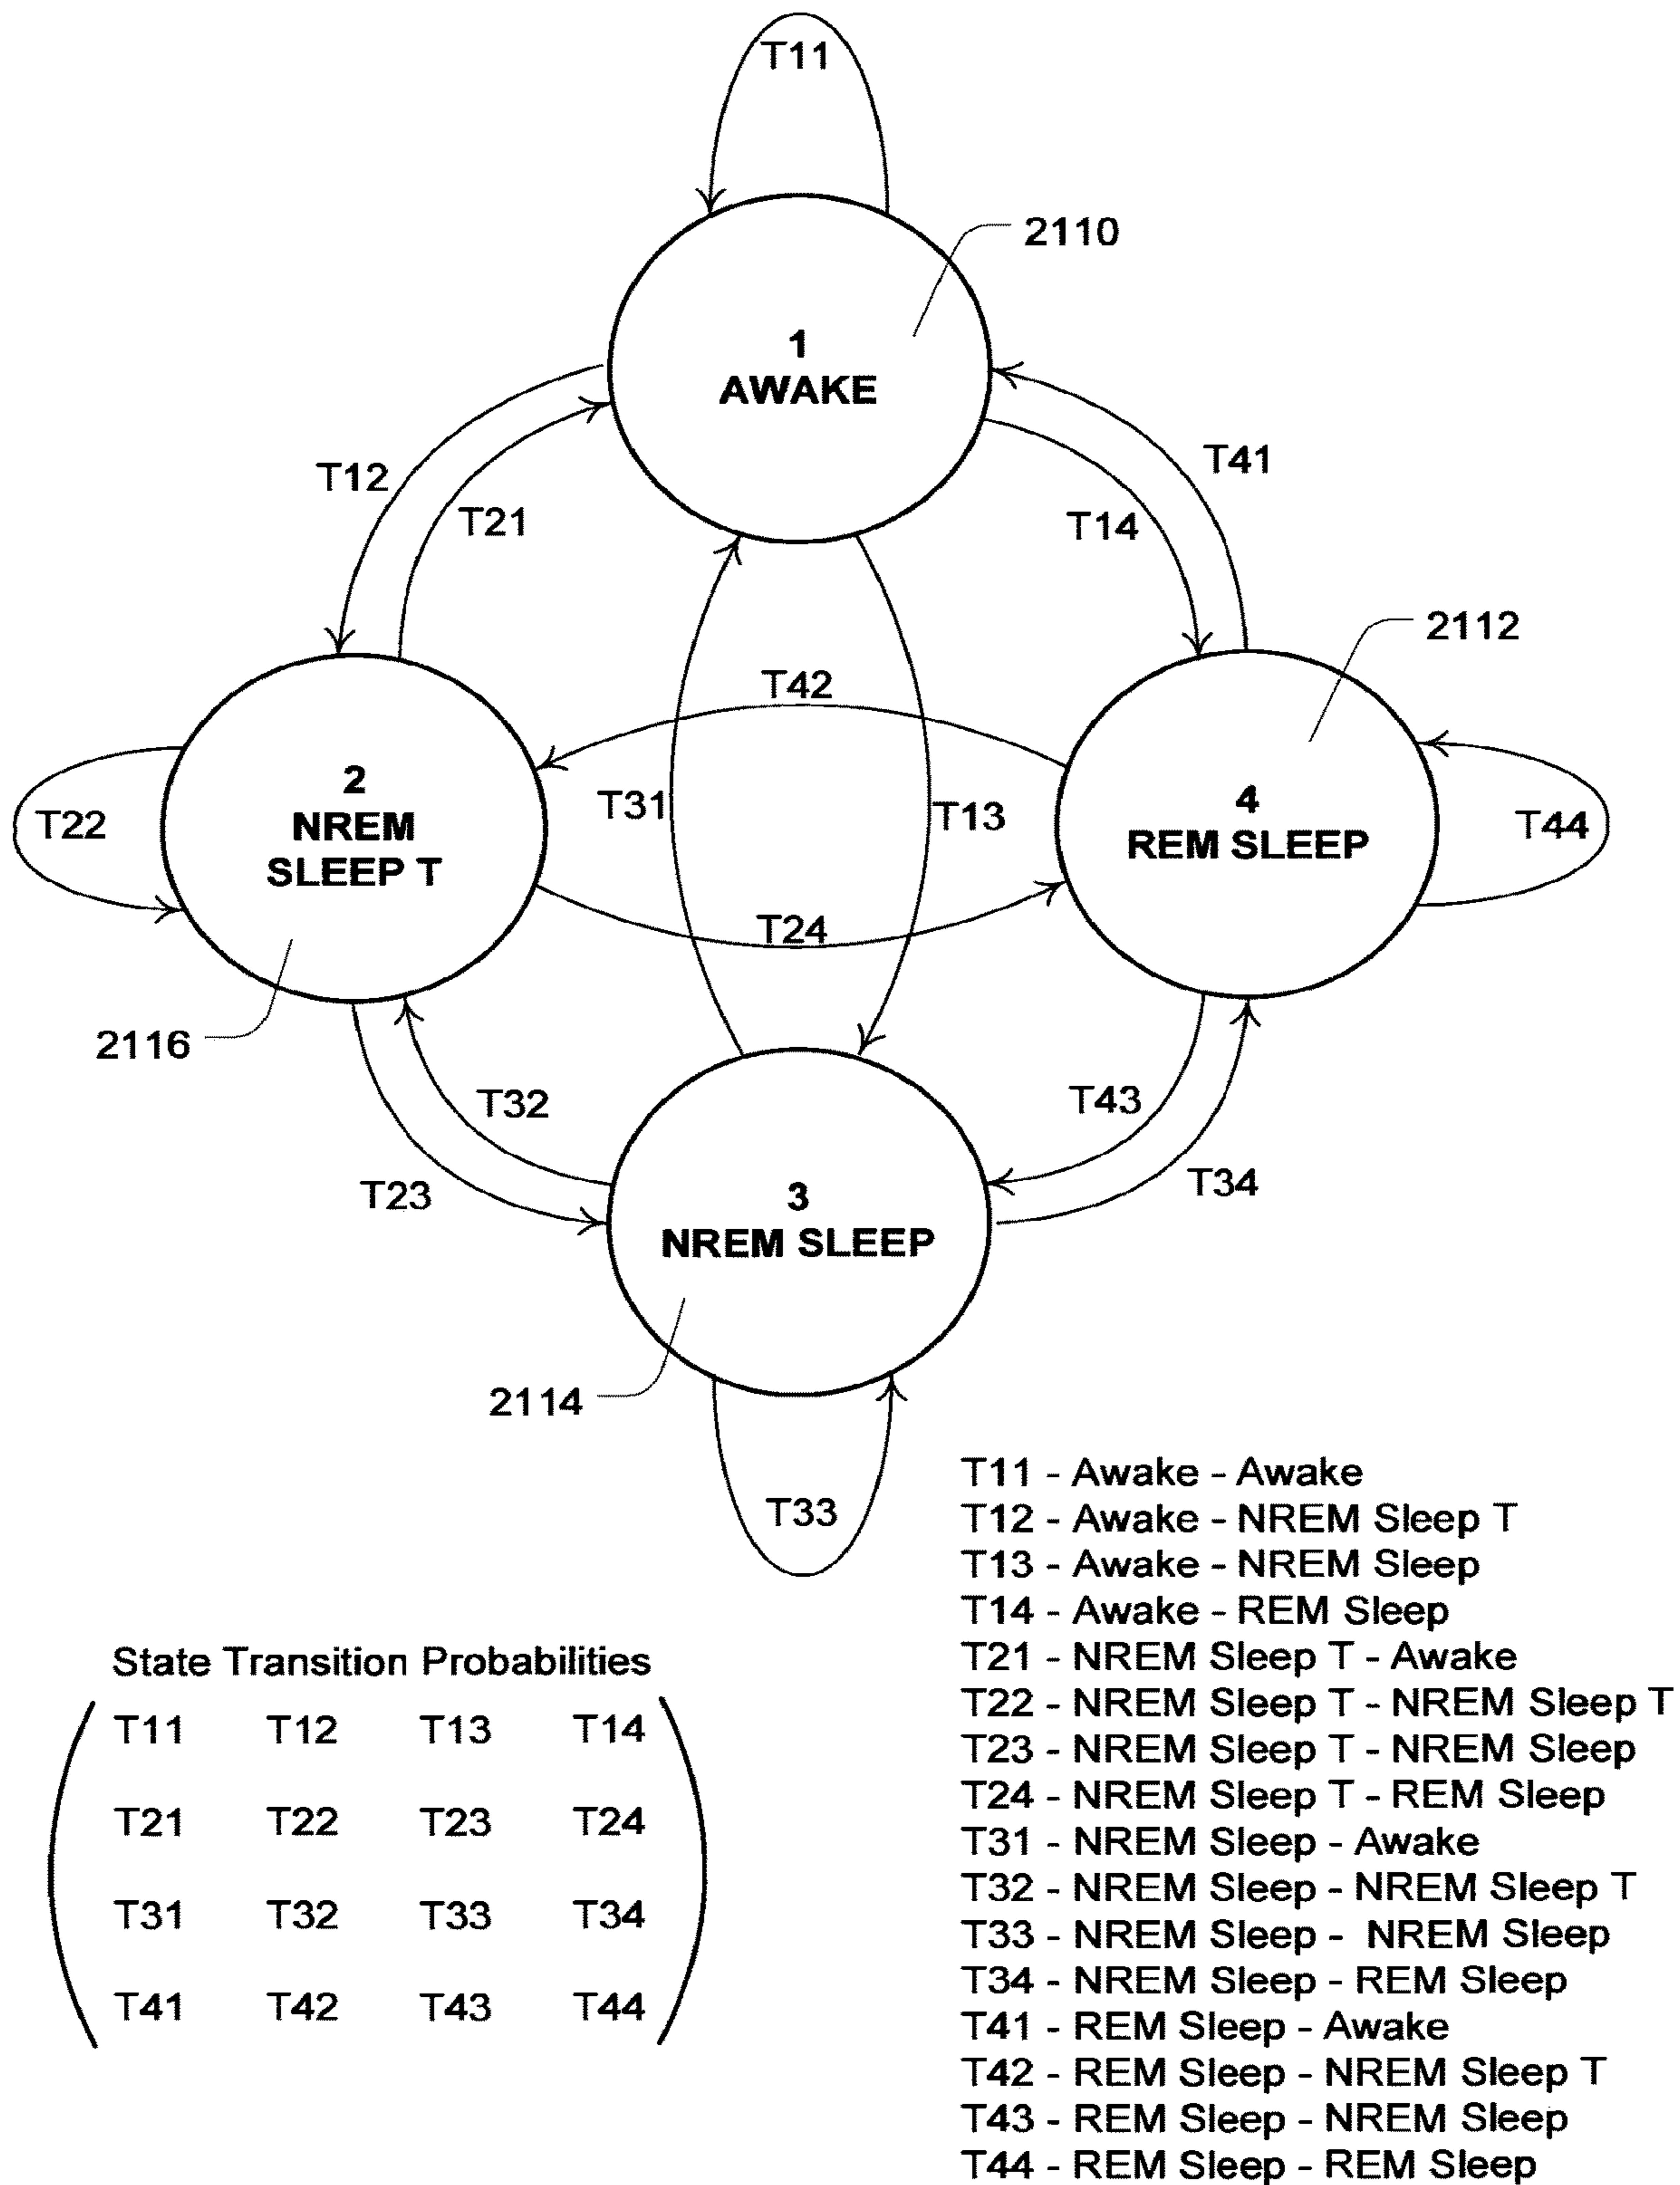 T11
2110
1
AWAKE
T12
T21
T41
T14
2112
T42
2
NREM
SLEEP T
T22
T31
T13
4
REM SLEEP
T44
T24
2116
T32
T43
T23
T34
3
NREM SLEEP
2114
T33
State Transition Probabilities
T11 T12 T13 T14
T21 T22 T23 T24
T31 T32 T33 T34
T41 T42 T43 T44
T11 - Awake - Awake
T12 - Awake - NREM Sleep T
T13 - Awake - NREM Sleep
T14 - Awake - REM Sleep
T21 - NREM Sleep T - Awake
T22 - NREM Sleep T - NREM Sleep T
T23 - NREM Sleep T - NREM Sleep
T24 - NREM Sleep T - REM Sleep
T31 - NREM Sleep - Awake
T32 - NREM Sleep - NREM Sleep T
T33 - NREM Sleep - NREM Sleep
T34 - NREM Sleep - REM Sleep
T41 - REM Sleep - Awake
T42 - REM Sleep - NREM Sleep T
T43 - REM Sleep - NREM Sleep
T44 - REM Sleep - REM Sleep